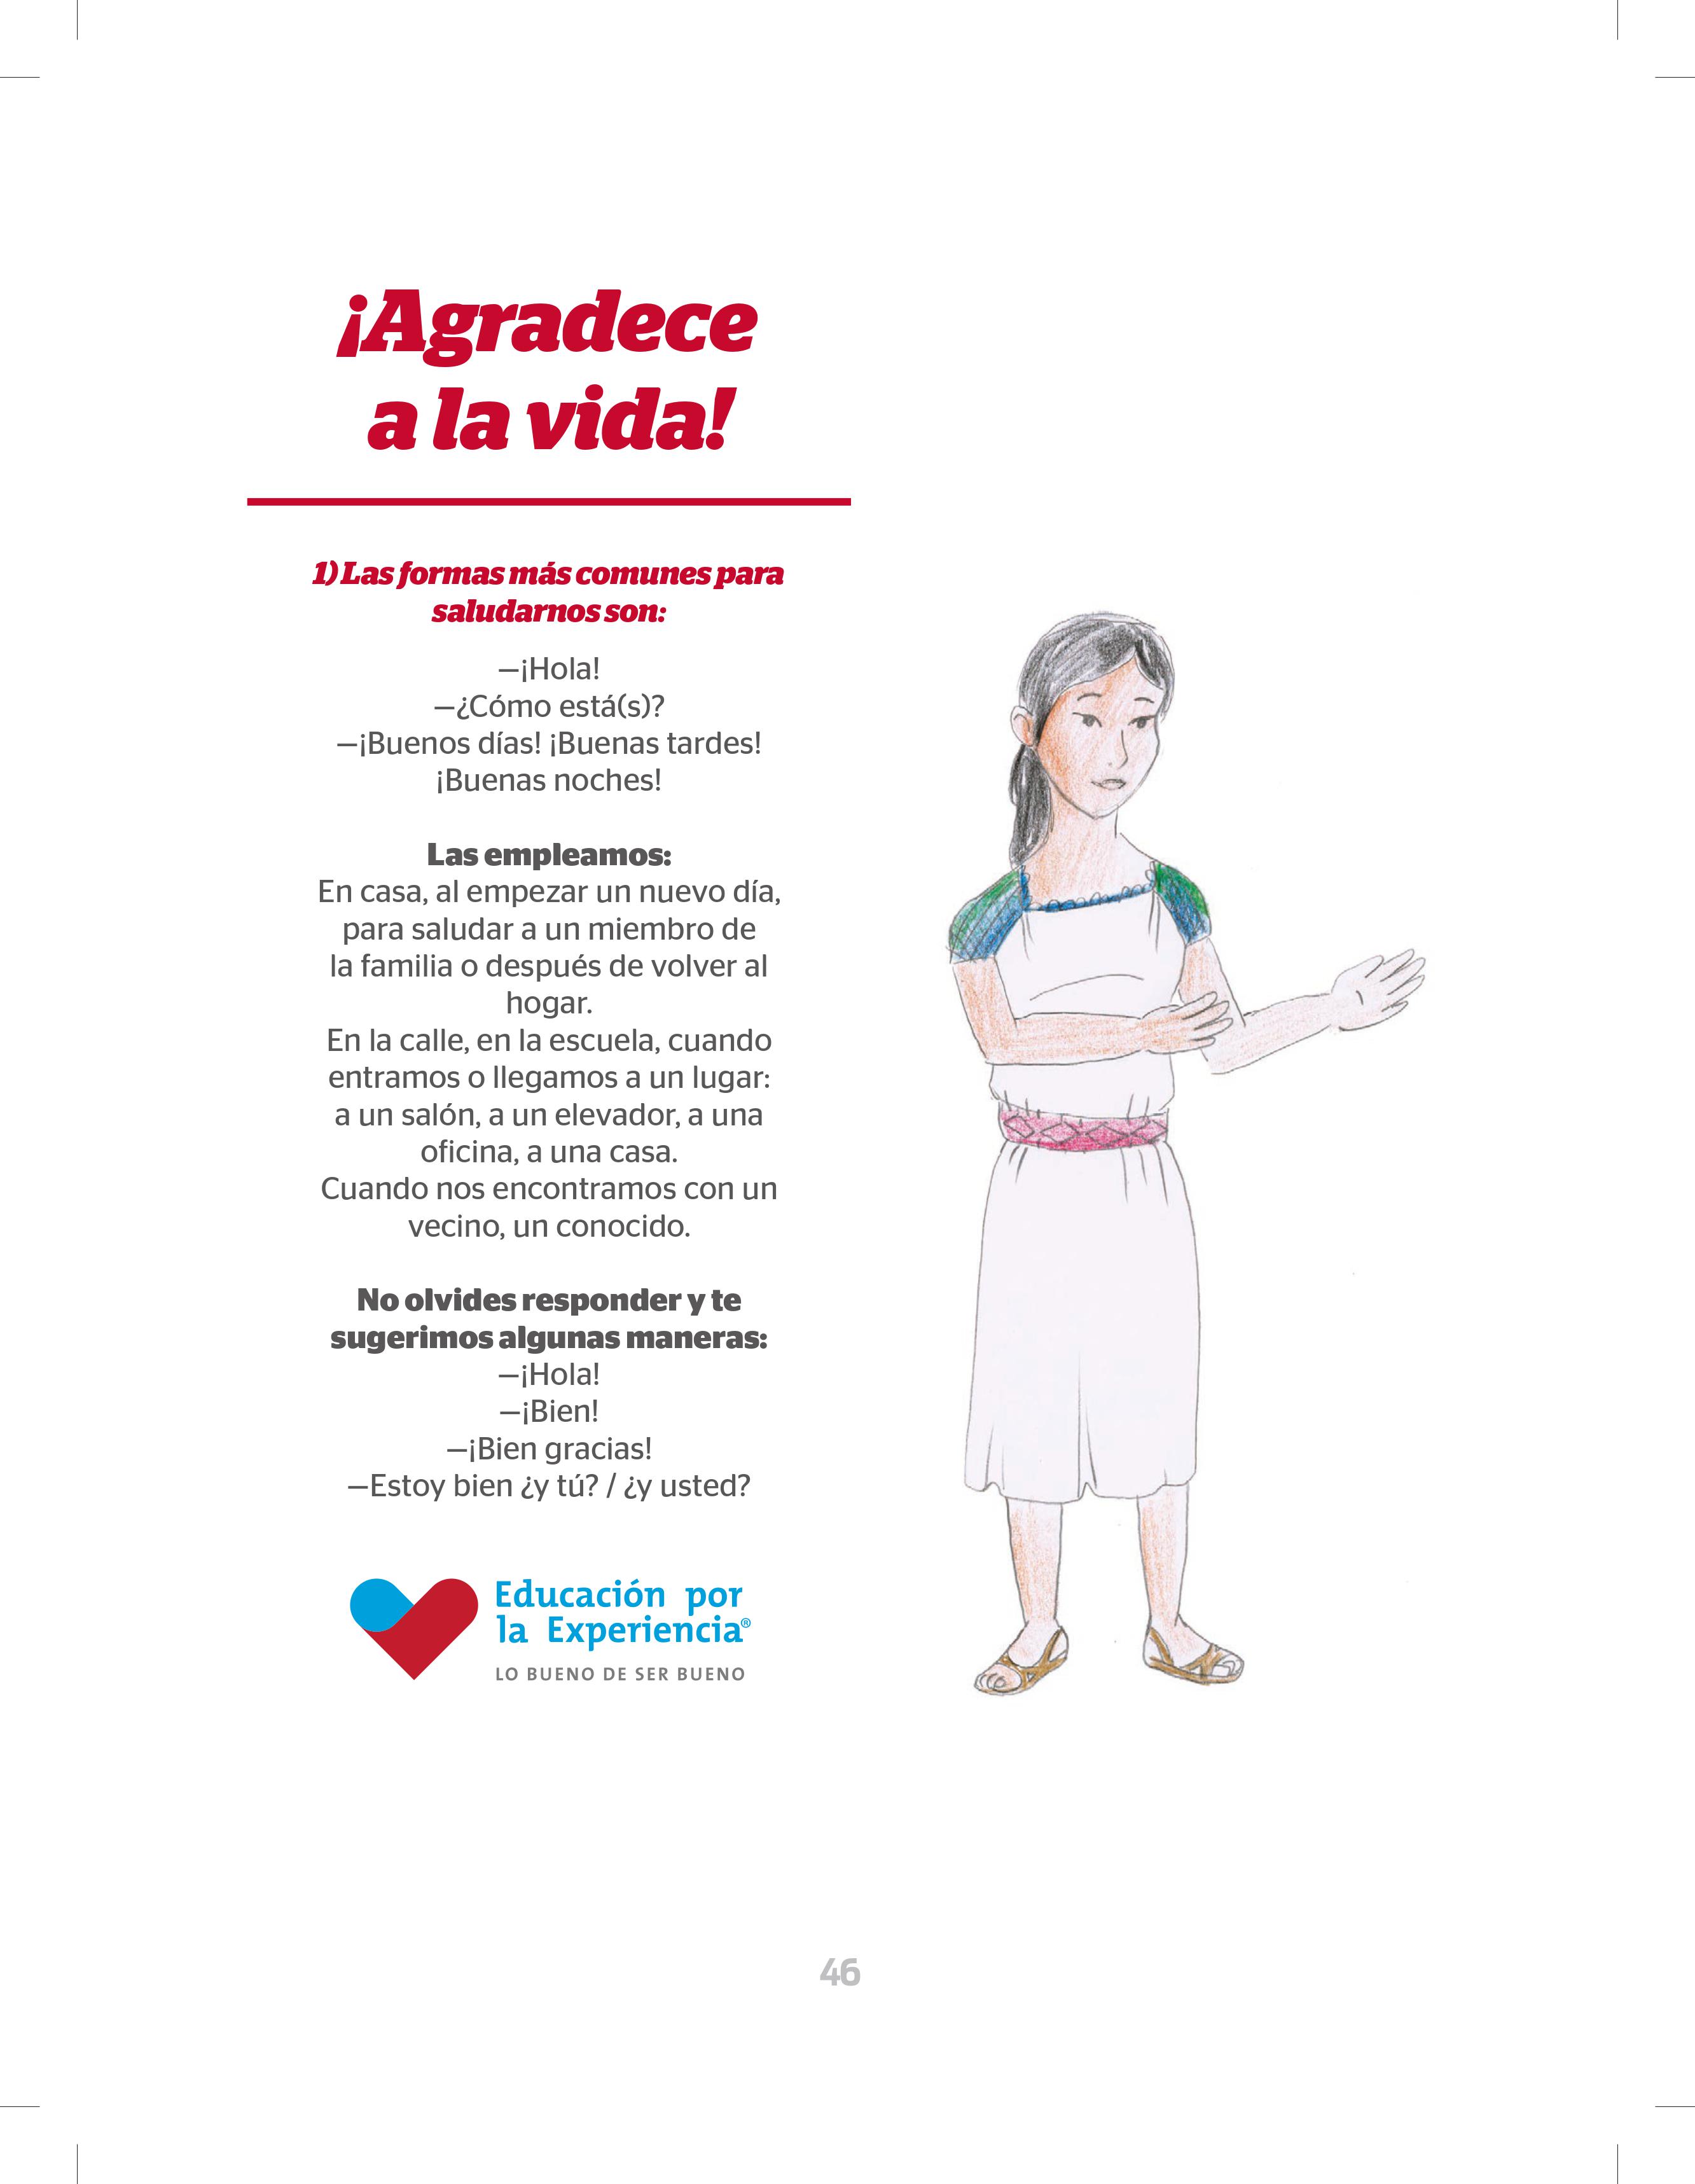 ¡Agradece
a la vida!
1) Las formas más comunes para
saludarnos son:
—¡Hola!
—¿Cómo está(s)?
—¡Buenos días! ¡Buenas tardes!
¡Buenas noches!
Las empleamos:
En casa, al empezar un nuevo día,
para saludar a un miembro de
la familia o después de volver al
hogar.
En la calle, en la escuela, cuando
entramos o llegamos a un lugar:
a un salón, a un elevador, a una
oficina, a una casa.
Cuando nos encontramos con un
vecino, un conocido.
No olvides responder y te
sugerimos algunas maneras:
—¡Hola!
—¡Bien!
—¡Bien gracias!
—Estoy bien ¿y tú? / ¿y usted?
Educación por
la Experiencia®
LO BUENO DE SER BUENO
46